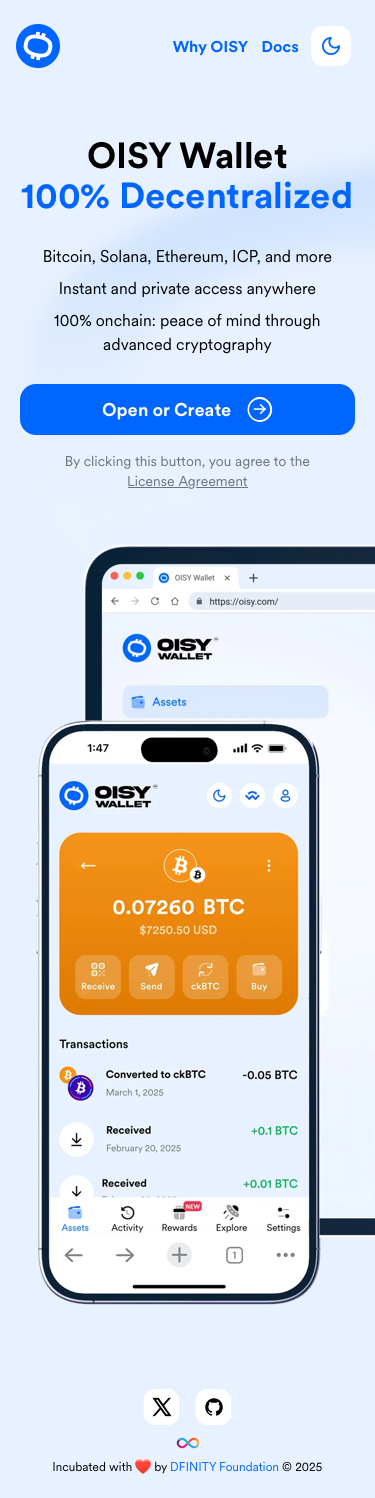 Why OISY Docs
OISY Wallet
100% Decentralized
Bitcoin, Solana, Ethereum, ICP, and more
Instant and private access anywhere
100% onchain: peace of mind through
advanced cryptography
Open or Create
By clicking this button, you agree to the
License Agreement
OISY Wallet
https://oisy.com/
OISY
WALLET
Assets
1:47
OISY
WALLET
0.07260 BTC
$7250.50 USD
Receive Send ckBTC Buy
Transactions
Converted to ckBTC -0.05 BTC
March 1, 2025
Received +0.1 BTC
February 20, 2025
Received +0.01 BTC
NEW
Assets Activity Rewards Explore Settings
1
Incubated with ❤️ by DFINITY Foundation © 2025